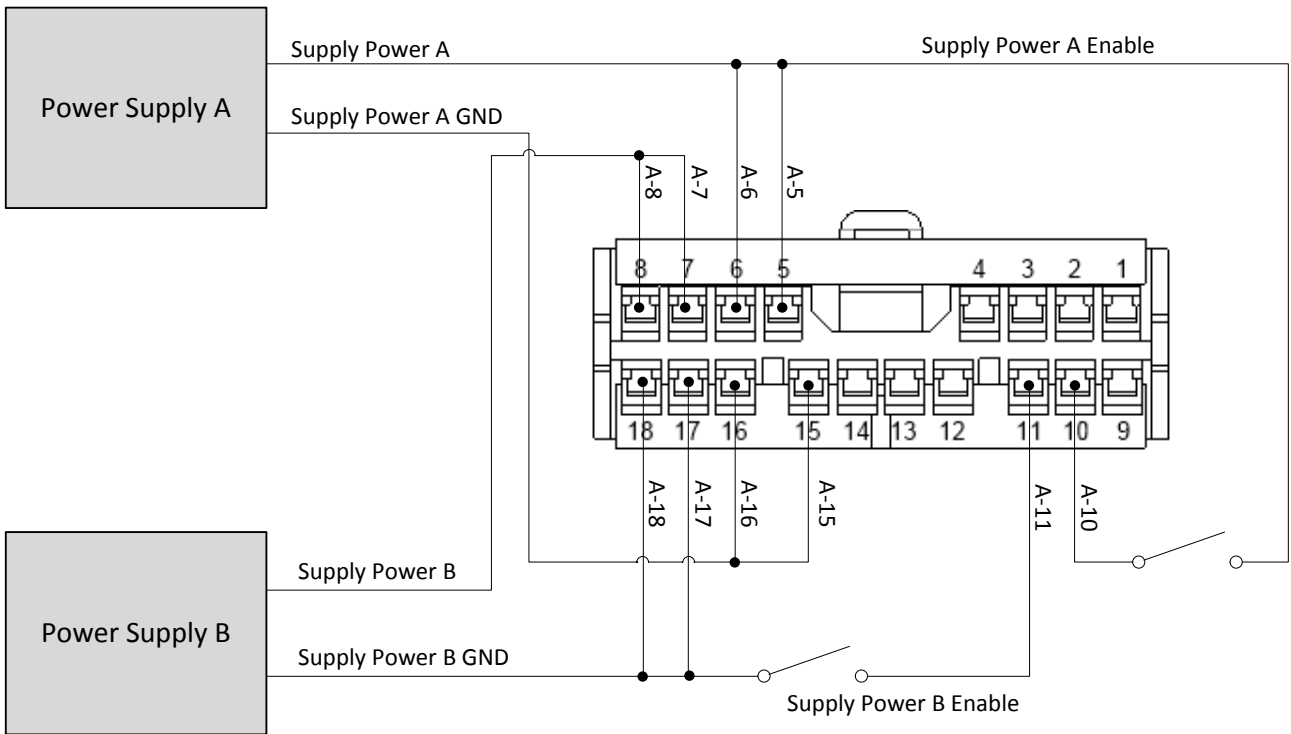 Supply Power A
Supply Power A Enable
Power Supply A
Supply Power A GND
A-8
A-7
A-6
A-5
8 7 6 5 4 3 2 1
18 17 16 15 14 13 12 11 10 9
A-18
A-17
A-16
A-15
A-11
A-10
Supply Power B
Power Supply B
Supply Power B GND
Supply Power B Enable